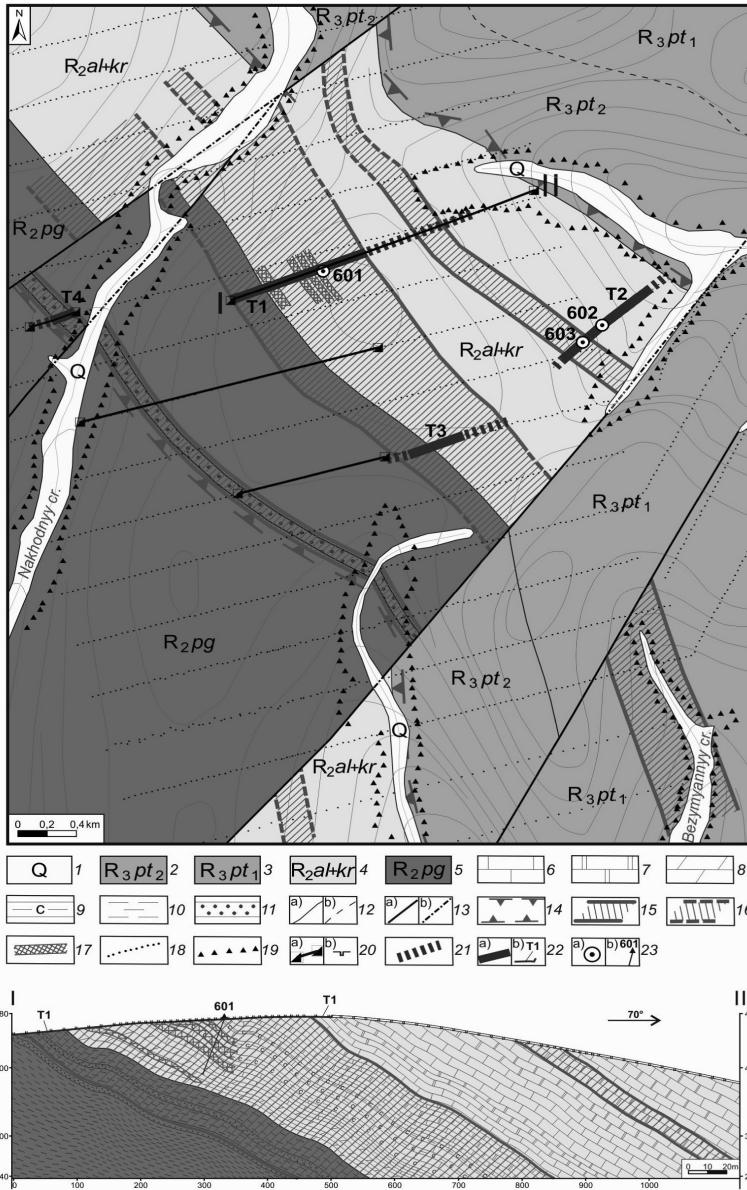 N
R3pt2
R3pt1
R2al+kr
R3pt2
Q
II
R2pg
601
T4
I
T1
602
T2
603
Q
R2al+kr
T3
R3pt1
Nakhodnyy cr.
R2pg
R3pt2
Q
R2al+kr
R3pt1
Bezymyannyy cr.
0 0,2 0,4 km
Q 1 R3pt2 2 R3pt1 3 R2al+kr 4 R2pg 5 6 7 8
c 9 10 11 a) b) 12 a) b) 13 14 15 16
17 18 19 a) b) 20 21 a) b) T1 22 a) b) 601 23
I II
T1 601 T1 70°
0 10 20m
0 100 200 300 400 500 600 700 800 900 1000